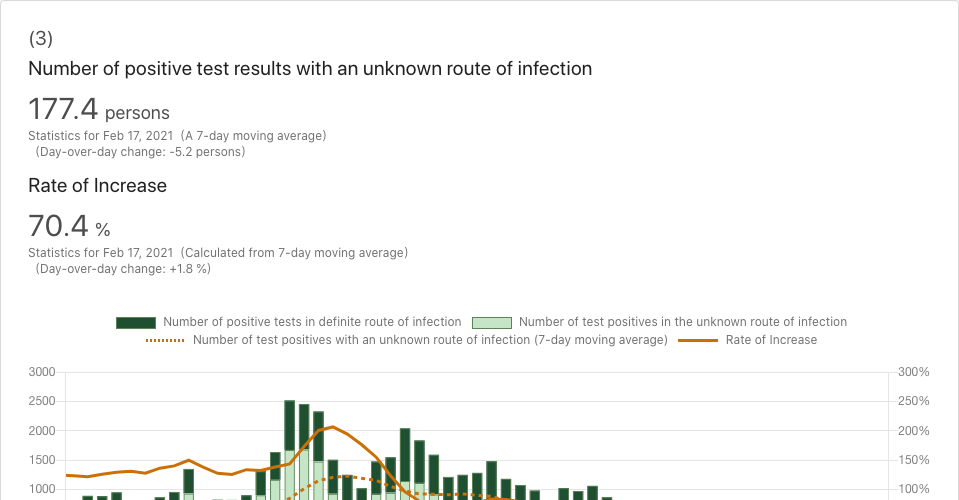 (3)
Number of positive test results with an unknown route of infection
177.4 persons
Statistics for Feb 17, 2021 (A 7-day moving average)
(Day-over-day change: -5.2 persons)
Rate of Increase
70.4 %
Statistics for Feb 17, 2021 (Calculated from 7-day moving average)
(Day-over-day change: +1.8 %)
Number of positive tests in definite route of infection Number of test positives in the unknown route of infection
Number of test positives with an unknown route of infection (7-day moving average) Rate of Increase
3000 300%
2500 250%
2000 200%
1500 150%
1000 100%